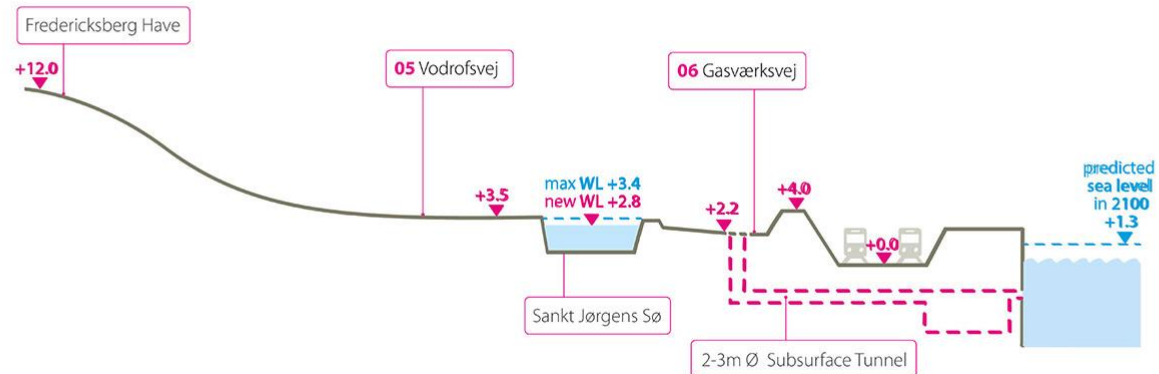 Fredericksberg Have
+12.0
05 Vodrofsvej
06 Gasværksvej
+3.5
max WL +3.4
new WL +2.8
+2.2
+4.0
+0.0
predicted
sea level
in 2100
+1.3
Sankt Jørgens Sø
2-3m Ø Subsurface Tunnel